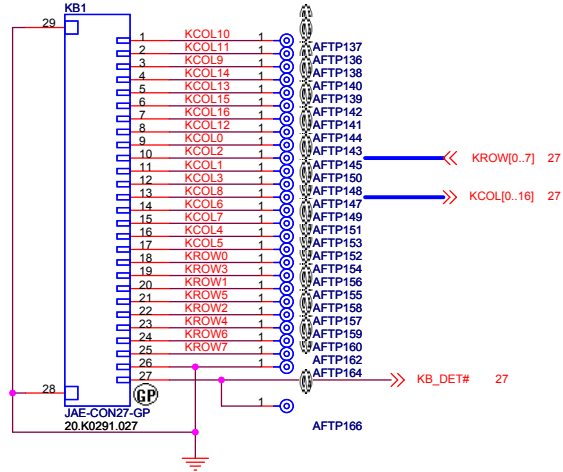 KB1
29
1 KCOL10 1
AFTP137
2 KCOL11 1
AFTP136
3 KCOL9 1
AFTP138
4 KCOL14 1
AFTP140
5 KCOL13 1
AFTP139
6 KCOL15 1
AFTP142
7 KCOL16 1
AFTP141
8 KCOL12 1
AFTP144
9 KCOL0 1
AFTP143
10 KCOL2 1 KROW[0..7] 27
AFTP145
11 KCOL1 1
AFTP150
12 KCOL3 1
AFTP148
13 KCOL8 1 KCOL[0..16] 27
AFTP147
14 KCOL6 1
AFTP149
15 KCOL7 1
AFTP151
16 KCOL4 1
AFTP153
17 KCOL5 1
AFTP152
18 KROW0 1
AFTP154
19 KROW3 1
AFTP156
20 KROW1 1
AFTP155
21 KROW5 1
AFTP158
22 KROW2 1
AFTP157
23 KROW4 1
AFTP159
24 KROW6 1
AFTP160
25 KROW7 1
AFTP162
26 1
AFTP164
27 KB_DET# 27
28 GP 1
JAE-CON27-GP
20.K0291.027
AFTP166